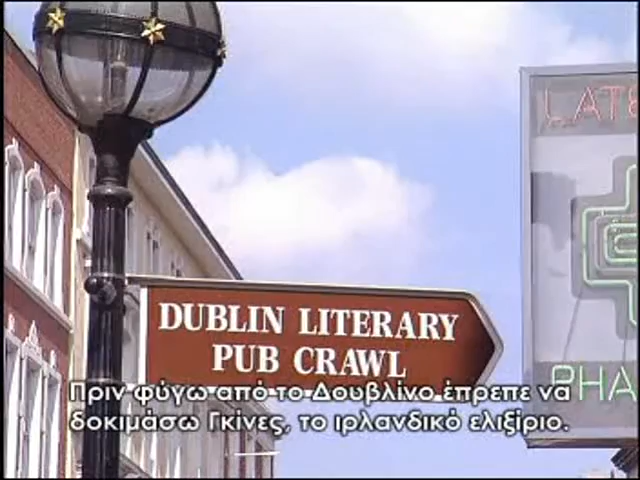 LATE
DUBLIN LITERARY
PUB CRAWL
PHA
Πριν φύγω από το Δουβλίνο έπρεπε να
δοκιμάσω Γκίνες, το ιρλανδικό ελιξίριο.